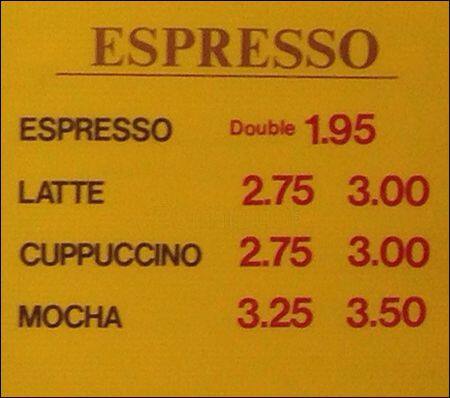 ESPRESSO
ESPRESSO Double 1.95
LATTE 2.75 3.00
CUPPUCCINO 2.75 3.00
MOCHA 3.25 3.50